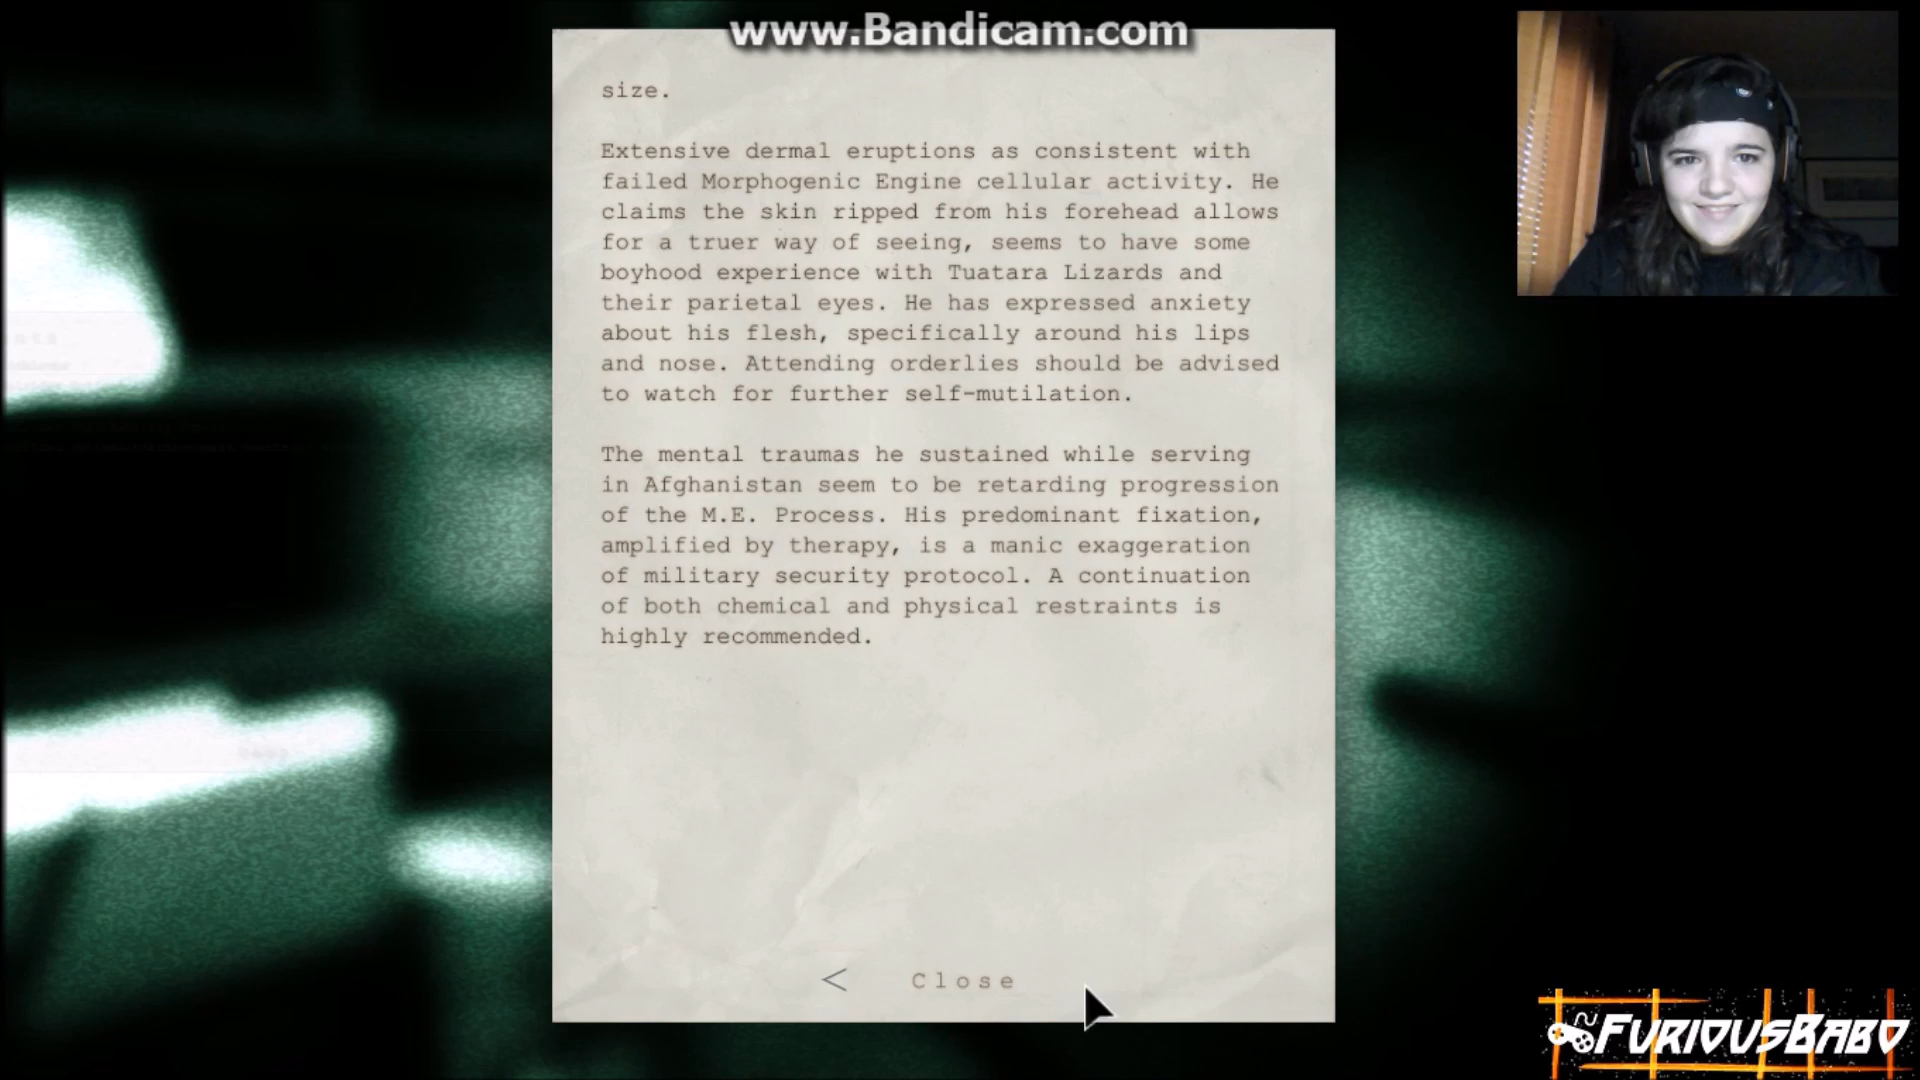 www.Bandicam.com
size.
Extensive dermal eruptions as consistent with
failed Morphogenic Engine cellular activity. He
claims the skin ripped from his forehead allows
for a truer way of seeing, seems to have some
boyhood experience with Tuatara Lizards and
their parietal eyes. He has expressed anxiety
about his flesh, specifically around his lips
and nose. Attending orderlies should be advised
to watch for further self-mutilation.
The mental traumas he sustained while serving
in Afghanistan seem to be retarding progression
of the M.E. Process. His predominant fixation,
amplified by therapy, is a manic exaggeration
of military security protocol. A continuation
of both chemical and physical restraints is
highly recommended.
< Close
FURIOUSBABO